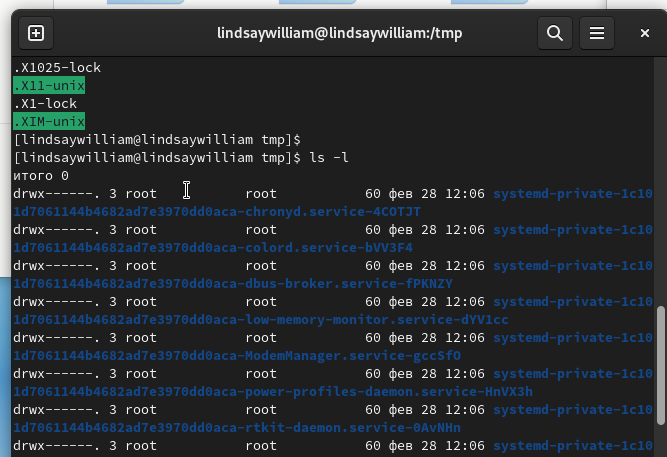 lindsaywilliam@lindsaywilliam:/tmp
.X1025-lock
.X11-unix
.X1-lock
.XIM-unix
[lindsaywilliam@lindsaywilliam tmp]$
[lindsaywilliam@lindsaywilliam tmp]$ ls -l
итого 0
drwx------. 3 root root 60 фев 28 12:06 systemd-private-1c10
1d7061144b4682ad7e3970dd0aca-chronyd.service-4COTJT
drwx------. 3 root root 60 фев 28 12:06 systemd-private-1c10
1d7061144b4682ad7e3970dd0aca-colord.service-bVV3F4
drwx------. 3 root root 60 фев 28 12:06 systemd-private-1c10
1d7061144b4682ad7e3970dd0aca-dbus-broker.service-fPKNZY
drwx------. 3 root root 60 фев 28 12:06 systemd-private-1c10
1d7061144b4682ad7e3970dd0aca-low-memory-monitor.service-dYV1cc
drwx------. 3 root root 60 фев 28 12:06 systemd-private-1c10
1d7061144b4682ad7e3970dd0aca-ModemManager.service-gccSfO
drwx------. 3 root root 60 фев 28 12:06 systemd-private-1c10
1d7061144b4682ad7e3970dd0aca-power-profiles-daemon.service-HnVX3h
drwx------. 3 root root 60 фев 28 12:06 systemd-private-1c10
1d7061144b4682ad7e3970dd0aca-rtkit-daemon.service-0AvNHn
drwx------. 3 root root 60 фев 28 12:06 systemd-private-1c10